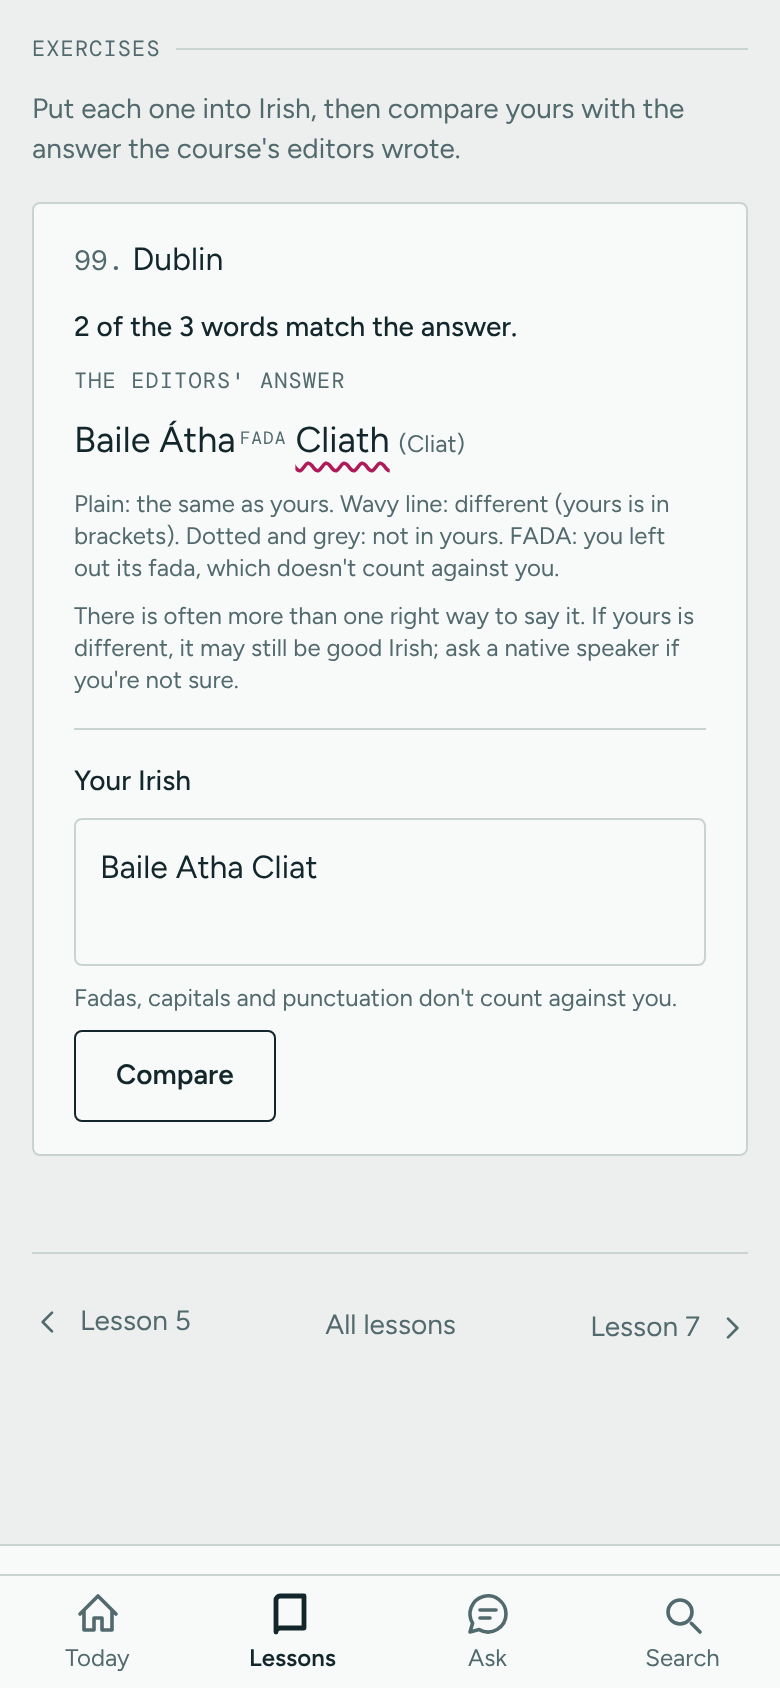 EXERCISES
Put each one into Irish, then compare yours with the
answer the course's editors wrote.
99. Dublin
2 of the 3 words match the answer.
THE EDITORS' ANSWER
Baile Átha FADA Cliath (Cliat)
Plain: the same as yours. Wavy line: different (yours is in
brackets). Dotted and grey: not in yours. FADA: you left
out its fada, which doesn't count against you.
There is often more than one right way to say it. If yours is
different, it may still be good Irish; ask a native speaker if
you're not sure.
Your Irish
Baile Atha Cliat
Fadas, capitals and punctuation don't count against you.
Compare
Lesson 5 All lessons Lesson 7
Today Lessons Ask Search